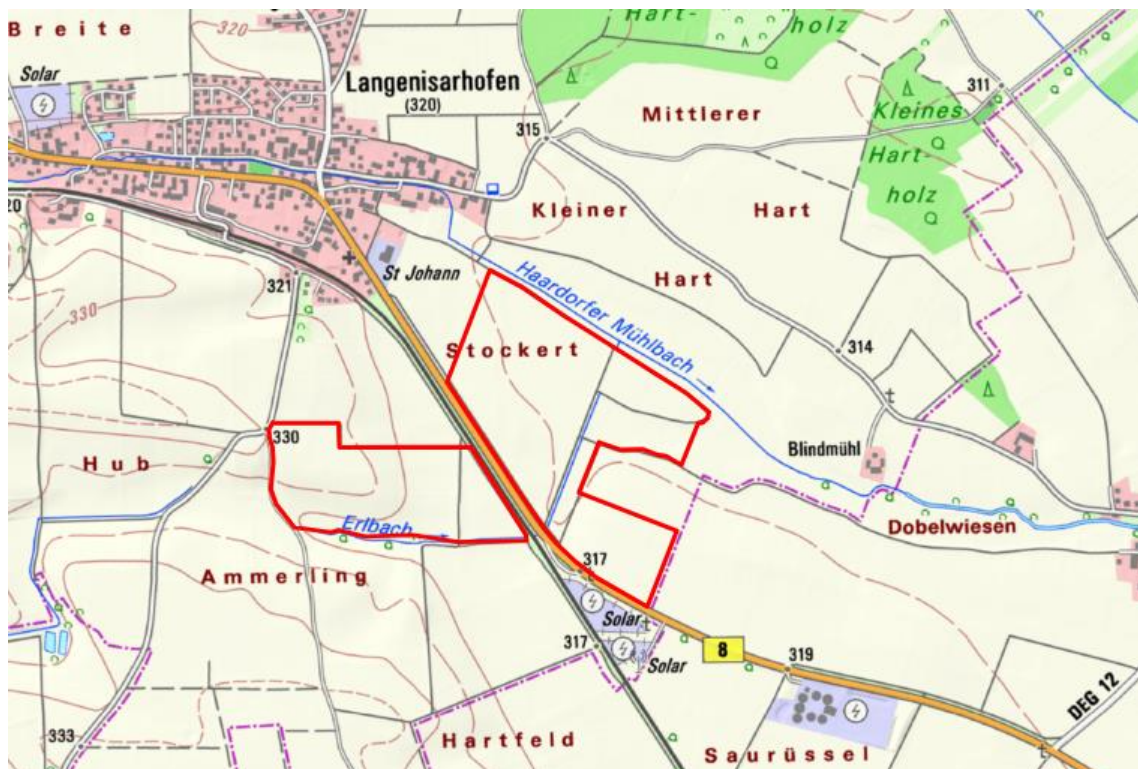 Breite
320
Hart-
holz
Solar
Langenisarhofen
(320)
311
Kleines
Mittlerer
315
Hart-
holz
20
Kleiner
Hart
St Johann
321
Haardorfer Mühlbach
Hart
330
Stockert
314
330
Blindmühl
Hub
Erlbach
Dobelwiesen
Ammerling
317
Solar
317
Solar
8
319
DEG 12
333
Hartfeld
Saurüssel